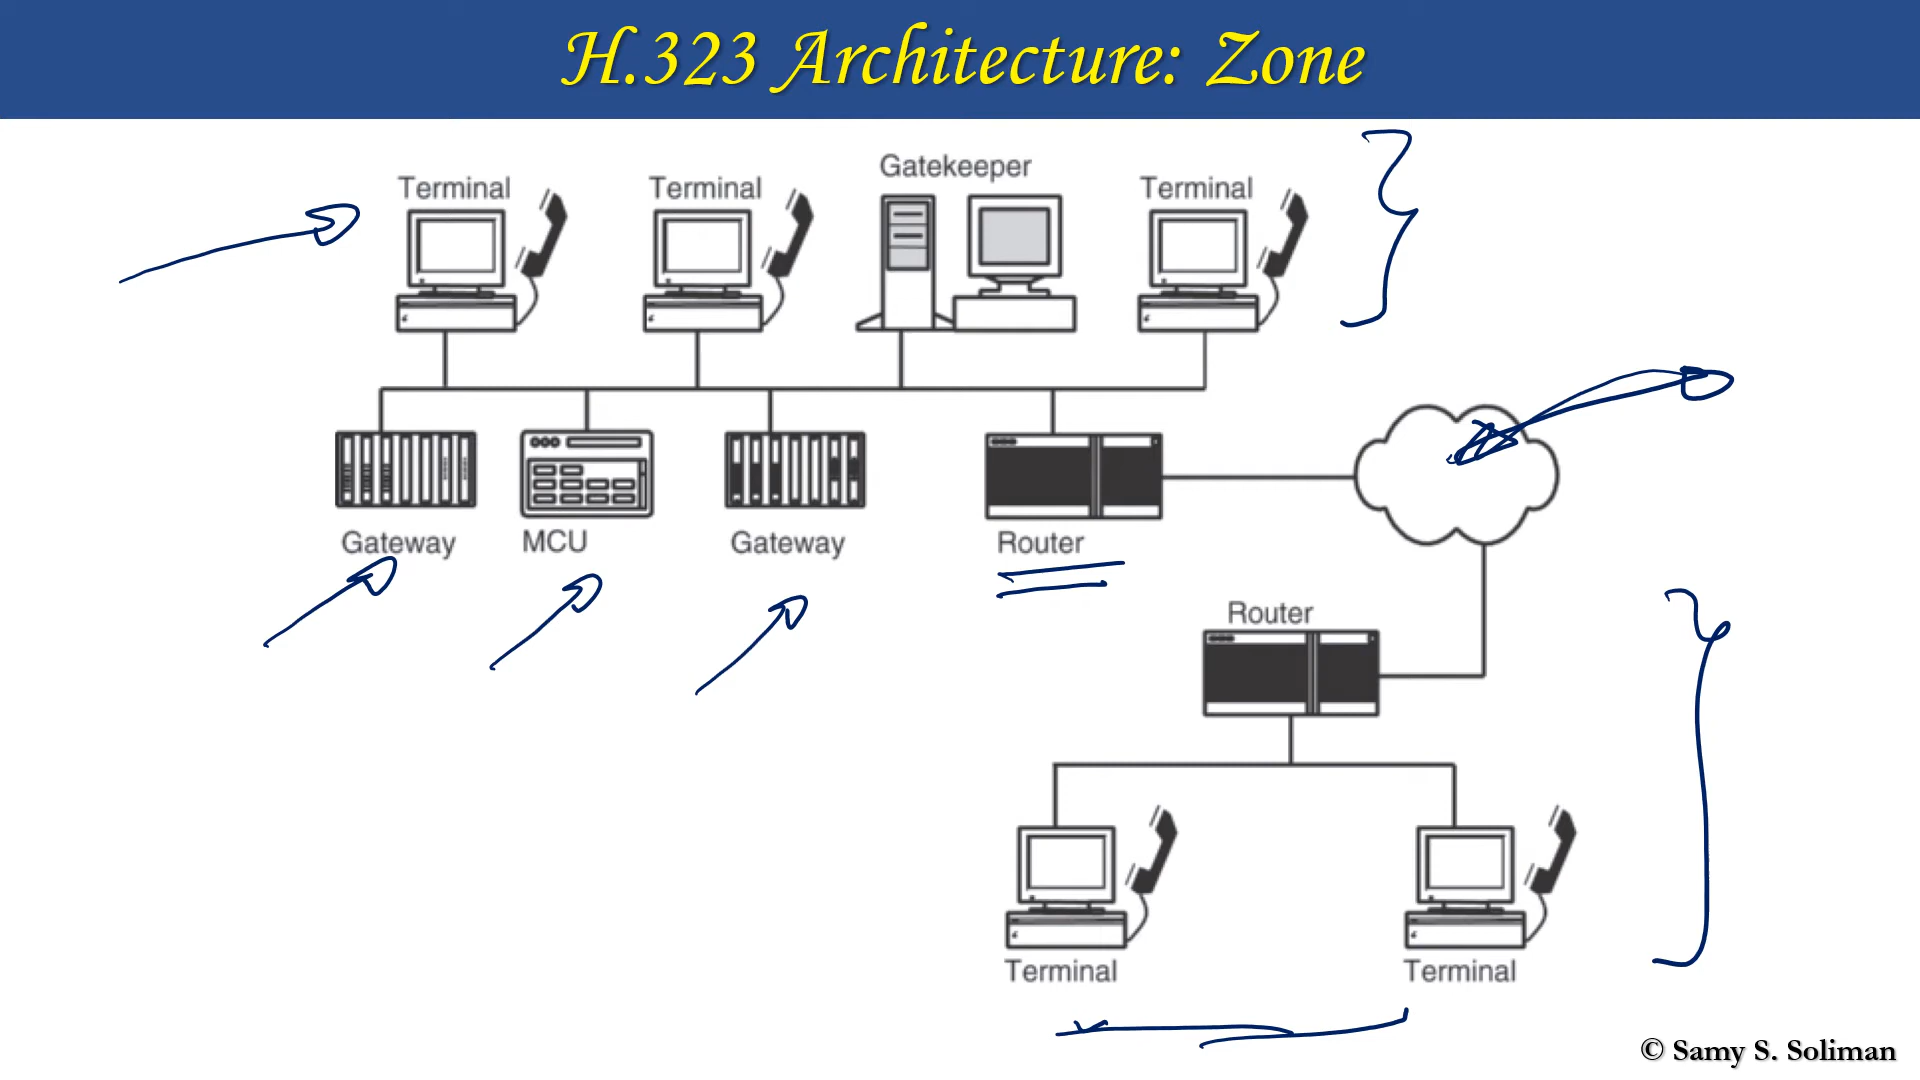 H.323 Architecture: Zone
Gatekeeper
Terminal Terminal Terminal
Gateway MCU Gateway Router
Router
Terminal Terminal
© Samy S. Soliman